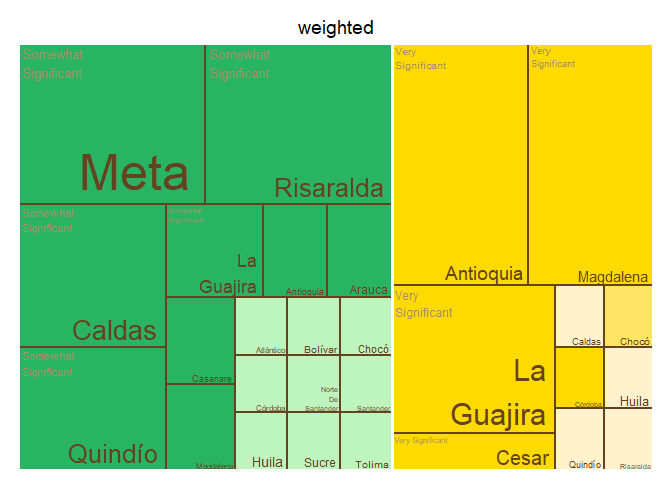 weighted
Somewhat
Significant
Meta
Somewhat
Significant
Risaralda
Somewhat
Significant
Caldas
Somewhat
Significant
La
Guajira
Antioquia
Arauca
Somewhat
Significant
Quindío
Casanare
Magdalena
Atlántico
Bolívar
Chocó
Córdoba
Norte
De
Santander
Santander
Huila
Sucre
Tolima
Very
Significant
Antioquia
Very
Significant
Magdalena
Very
Significant
La
Guajira
Very Significant
Cesar
Caldas
Chocó
Córdoba
Huila
Quindío
Risaralda